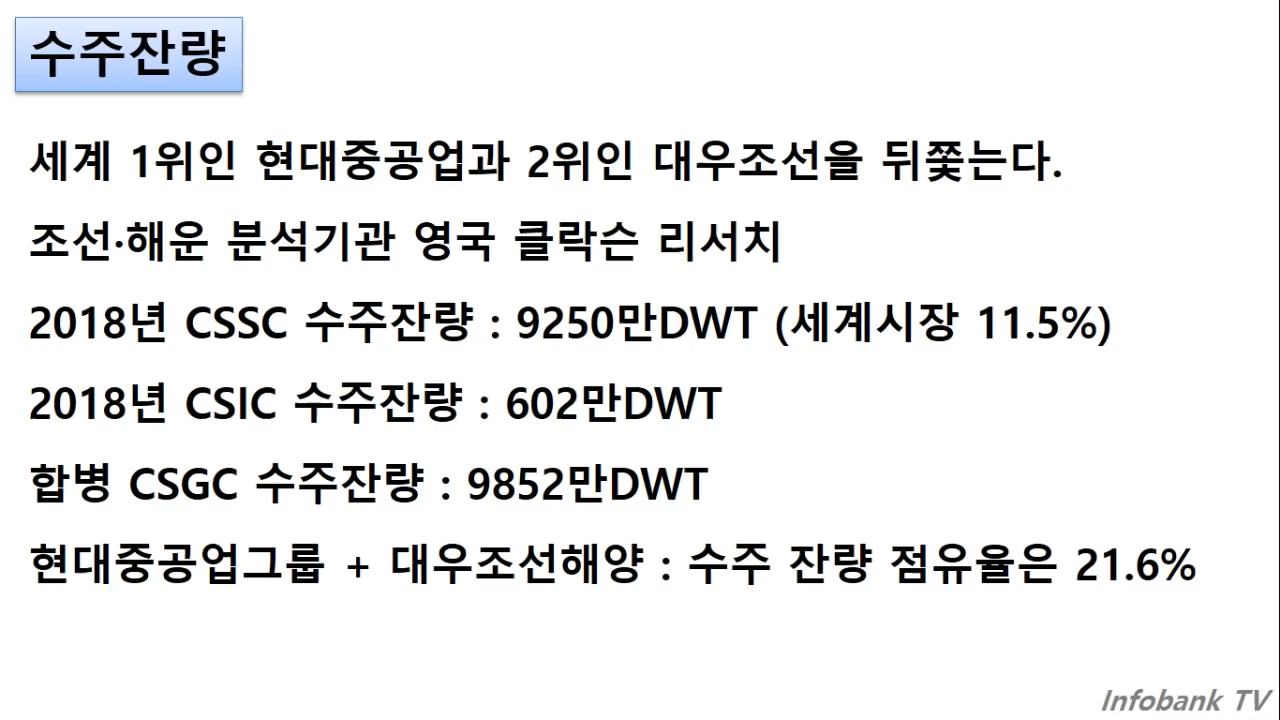 수주잔량
세계 1위인 현대중공업과 2위인 대우조선을 뒤쫓는다.
조선·해운 분석기관 영국 클락슨 리서치
2018년 CSSC 수주잔량 : 9250만DWT (세계시장 11.5%)
2018년 CSIC 수주잔량 : 602만DWT
합병 CSGC 수주잔량 : 9852만DWT
현대중공업그룹 + 대우조선해양 : 수주 잔량 점유율은 21.6%
Infobank TV